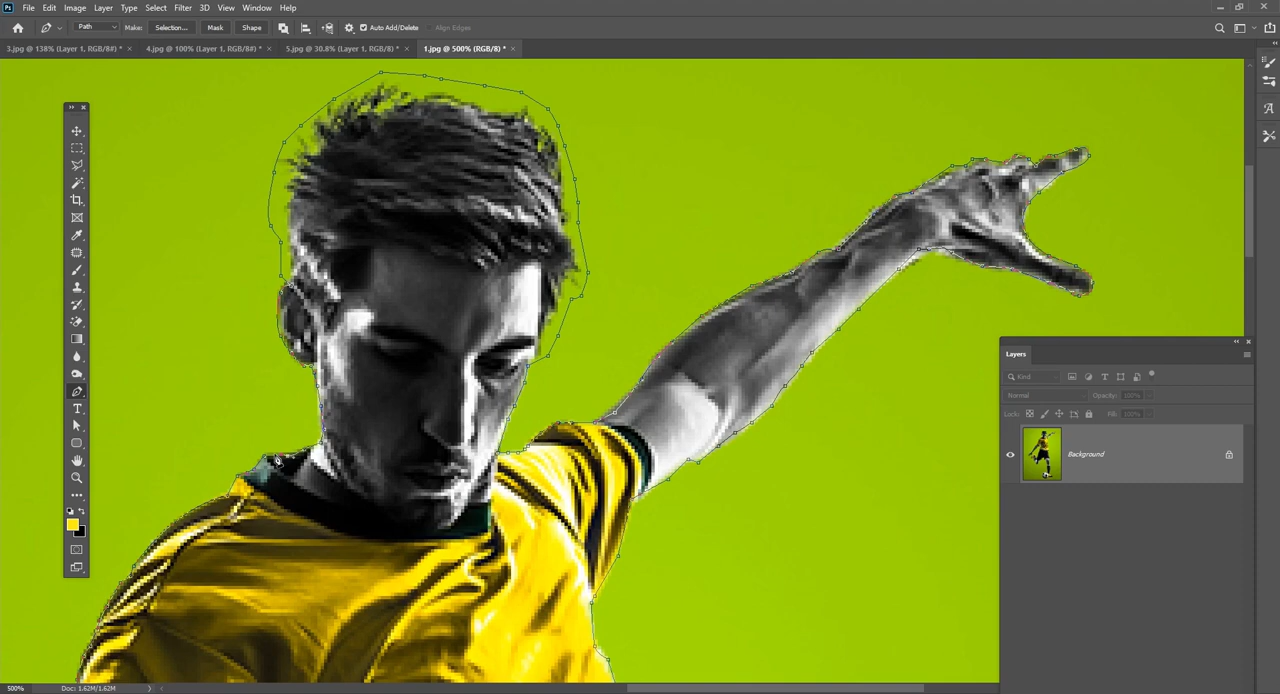 Ps File Edit Image Layer Type Select Filter 3D View Window Help
Path Make: Selection... Mask Shape Auto Add/Delete Align Edges
3.jpg @ 138% (Layer 1, RGB/8#) * × 4.jpg @ 100% (Layer 1, RGB/8#) * × 5.jpg @ 30.8% (Layer 1, RGB/8) * × 1.jpg @ 500% (RGB/8) * ×
Layers
Kind
Normal Opacity: 100%
Lock: Fill: 100%
Background
500% Doc: 1.62M/1.62M